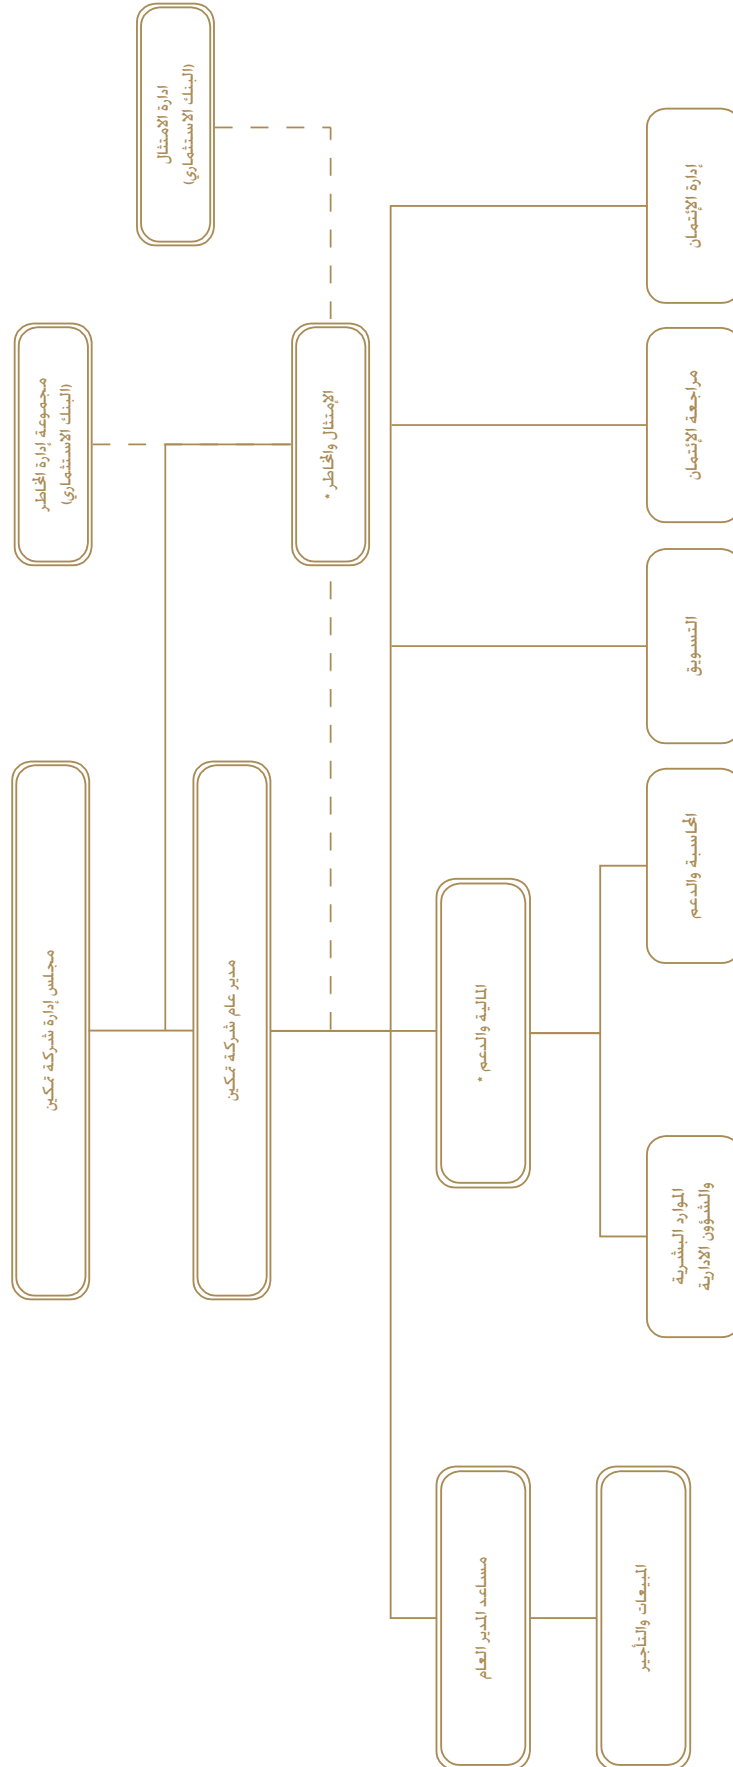 مجلس إدارة شركة تمكين
مدير عام شركة تمكين
مجموعة إدارة المخاطر
(البنك الاستثماري)
ادارة الامتثال
(البنك الاستثماري)
الإمتثال والمخاطر *
المالية والدعم *
مساعد المدير العام
إدارة الإئتمان
مراجعة الإئتمان
التسويق
المحاسبة والدعم
الموارد البشرية
والشؤون الادارية
المبيعات والتأجير